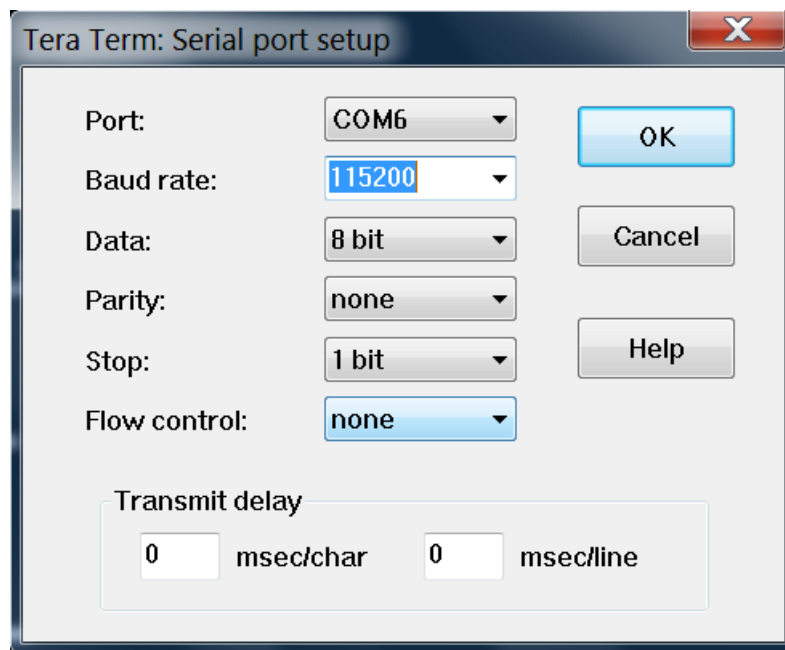 Tera Term: Serial port setup
Port: COM6
OK
Baud rate: 115200
Data: 8 bit
Cancel
Parity: none
Stop: 1 bit
Help
Flow control: none
Transmit delay
0 msec/char 0 msec/line